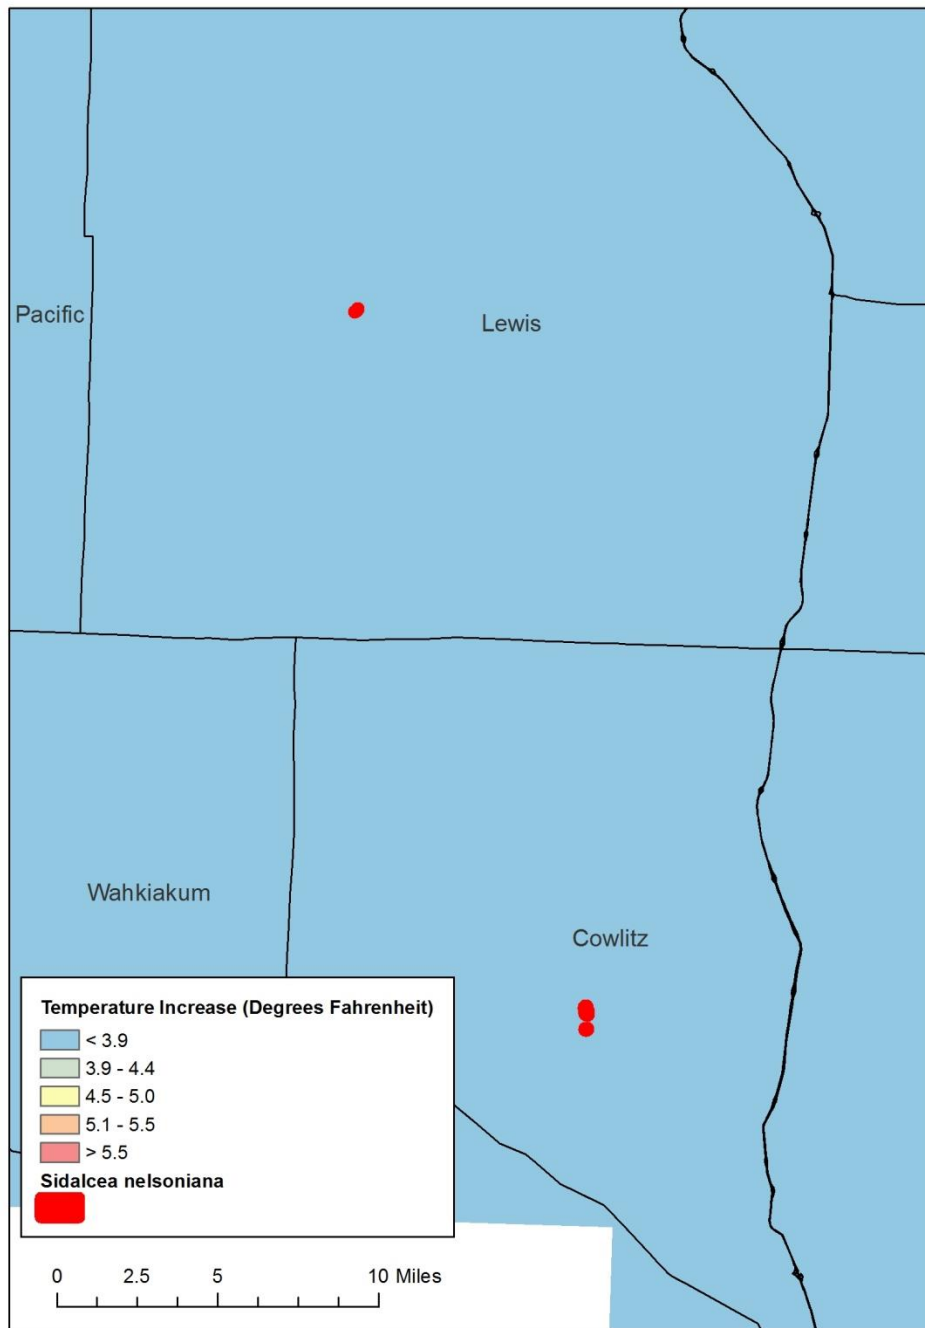 Pacific
Lewis
Wahkiakum
Cowlitz
Temperature Increase (Degrees Fahrenheit)
< 3.9
3.9 - 4.4
4.5 - 5.0
5.1 - 5.5
> 5.5
Sidalcea nelsoniana
0 2.5 5 10 Miles